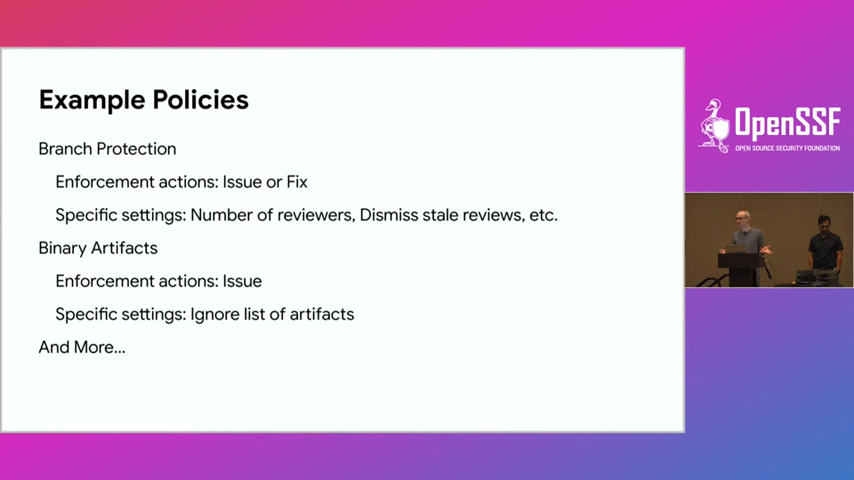 Example Policies
Branch Protection
Enforcement actions: Issue or Fix
Specific settings: Number of reviewers, Dismiss stale reviews, etc.
Binary Artifacts
Enforcement actions: Issue
Specific settings: Ignore list of artifacts
And More...
OpenSSF
OPEN SOURCE SECURITY FOUNDATION